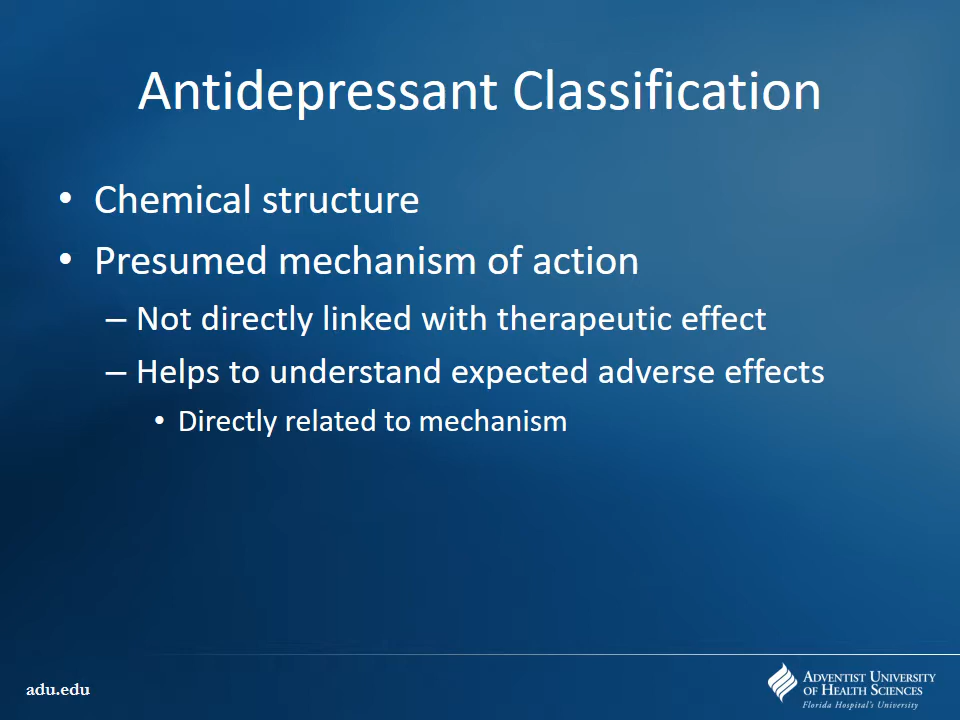 Antidepressant Classification
• Chemical structure
• Presumed mechanism of action
– Not directly linked with therapeutic effect
– Helps to understand expected adverse effects
• Directly related to mechanism
adu.edu
ADVENTIST UNIVERSITY
OF HEALTH SCIENCES
Florida Hospital's University